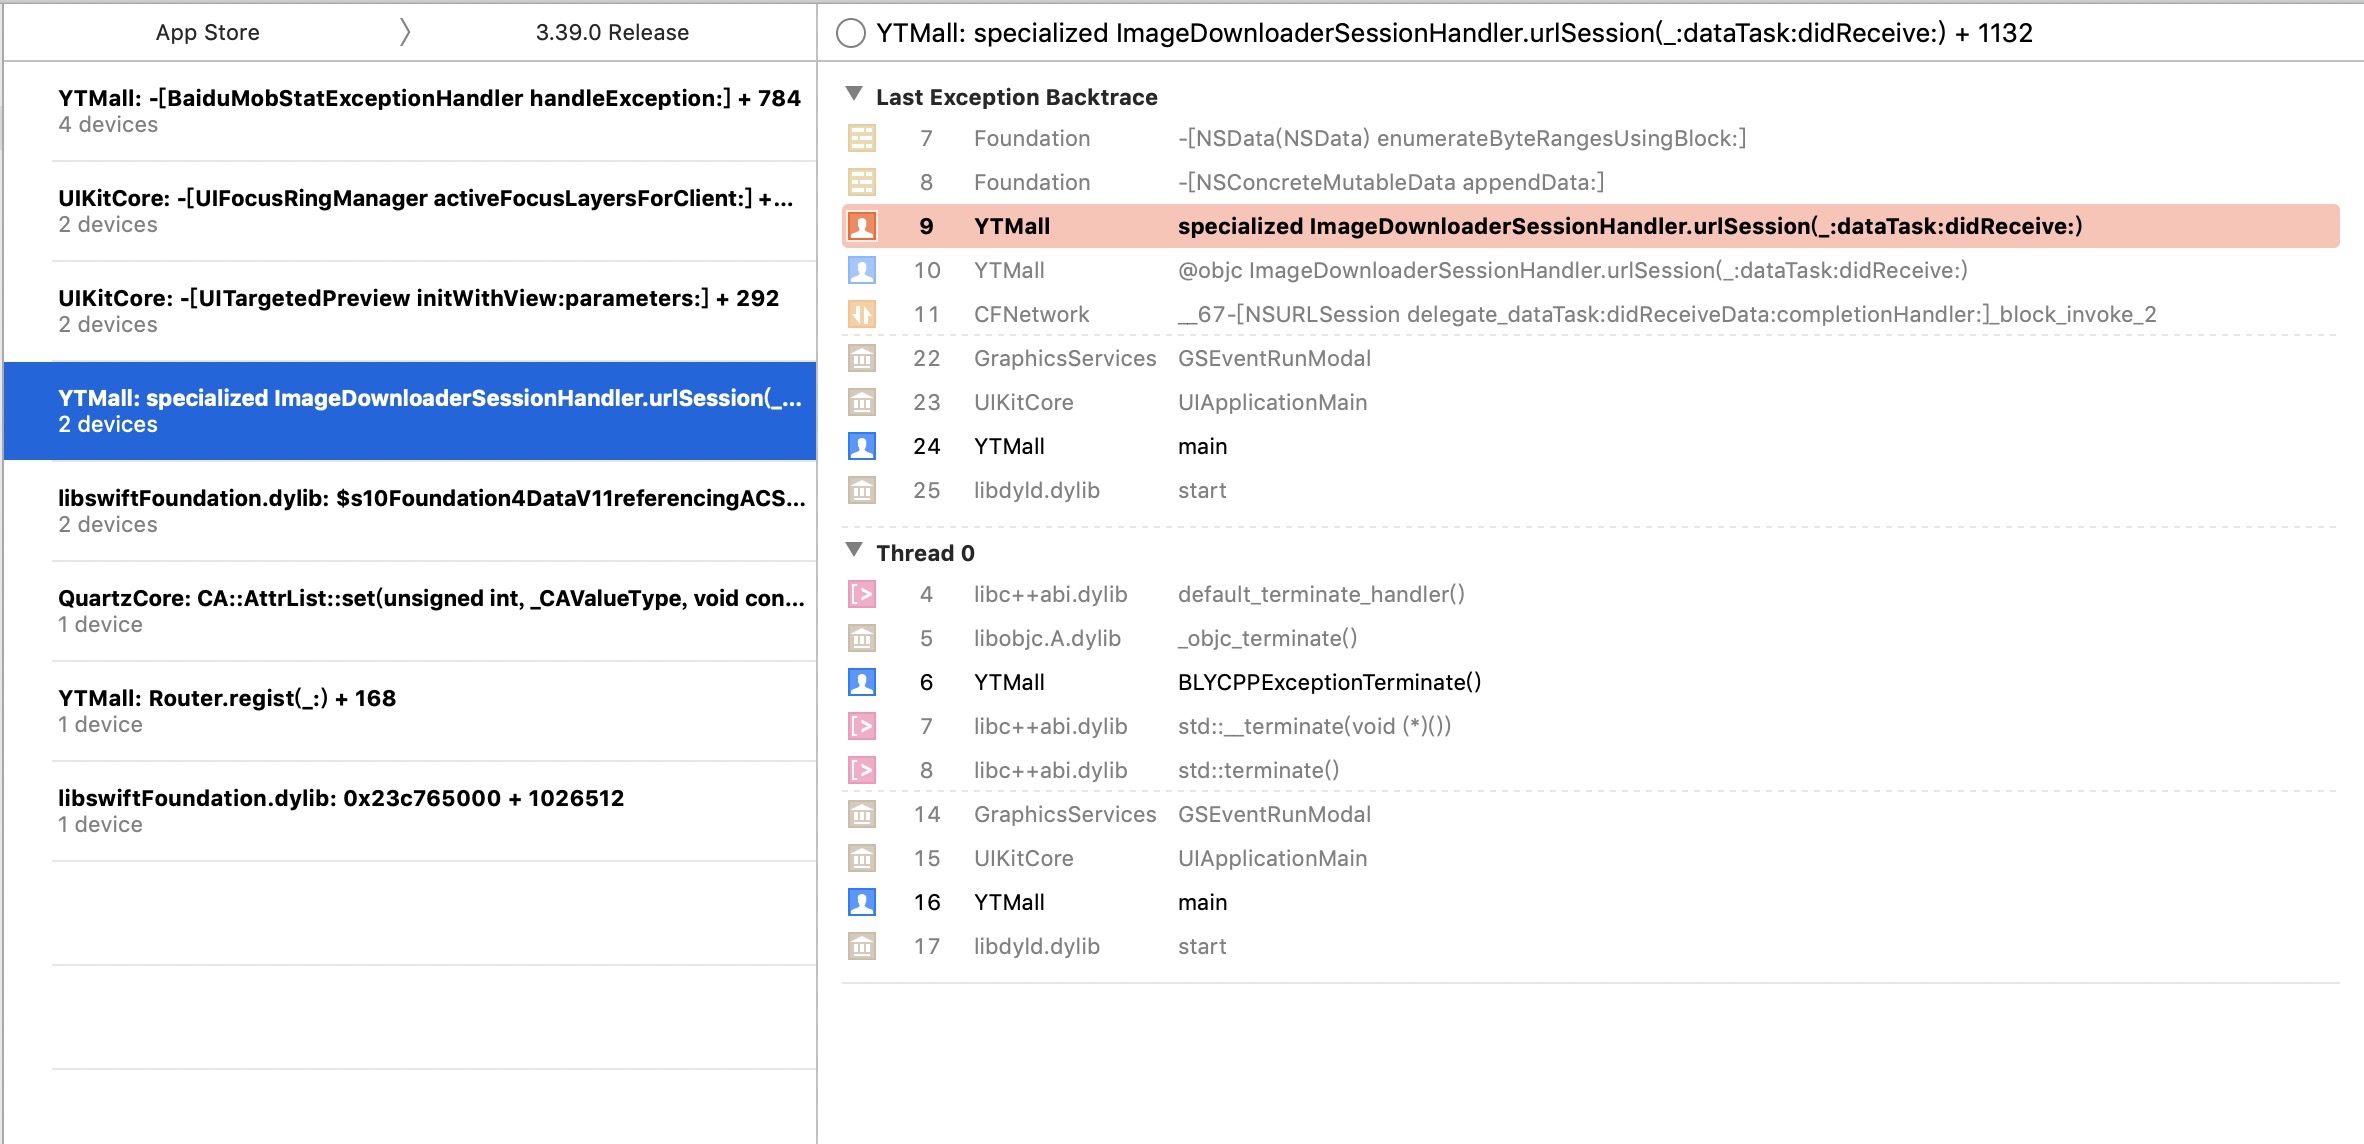 App Store 〉 3.39.0 Release
YTMall: -[BaiduMobStatExceptionHandler handleException:] + 784
4 devices
UIKitCore: -[UIFocusRingManager activeFocusLayersForClient:] +...
2 devices
UIKitCore: -[UITargetedPreview initWithView:parameters:] + 292
2 devices
YTMall: specialized ImageDownloaderSessionHandler.urlSession(_...
2 devices
libswiftFoundation.dylib: $s10Foundation4DataV11referencingACS...
2 devices
QuartzCore: CA::AttrList::set(unsigned int, _CAValueType, void con...
1 device
YTMall: Router.regist(_:) + 168
1 device
libswiftFoundation.dylib: 0x23c765000 + 1026512
1 device
YTMall: specialized ImageDownloaderSessionHandler.urlSession(_:dataTask:didReceive:) + 1132
Last Exception Backtrace
7 Foundation -[NSData(NSData) enumerateByteRangesUsingBlock:]
8 Foundation -[NSConcreteMutableData appendData:]
9 YTMall specialized ImageDownloaderSessionHandler.urlSession(_:dataTask:didReceive:)
10 YTMall @objc ImageDownloaderSessionHandler.urlSession(_:dataTask:didReceive:)
11 CFNetwork __67-[NSURLSession delegate_dataTask:didReceiveData:completionHandler:]_block_invoke_2
22 GraphicsServices GSEventRunModal
23 UIKitCore UIApplicationMain
24 YTMall main
25 libdyld.dylib start
Thread 0
4 libc++abi.dylib default_terminate_handler()
5 libobjc.A.dylib _objc_terminate()
6 YTMall BLYCPPExceptionTerminate()
7 libc++abi.dylib std::__terminate(void (*)())
8 libc++abi.dylib std::terminate()
14 GraphicsServices GSEventRunModal
15 UIKitCore UIApplicationMain
16 YTMall main
17 libdyld.dylib start